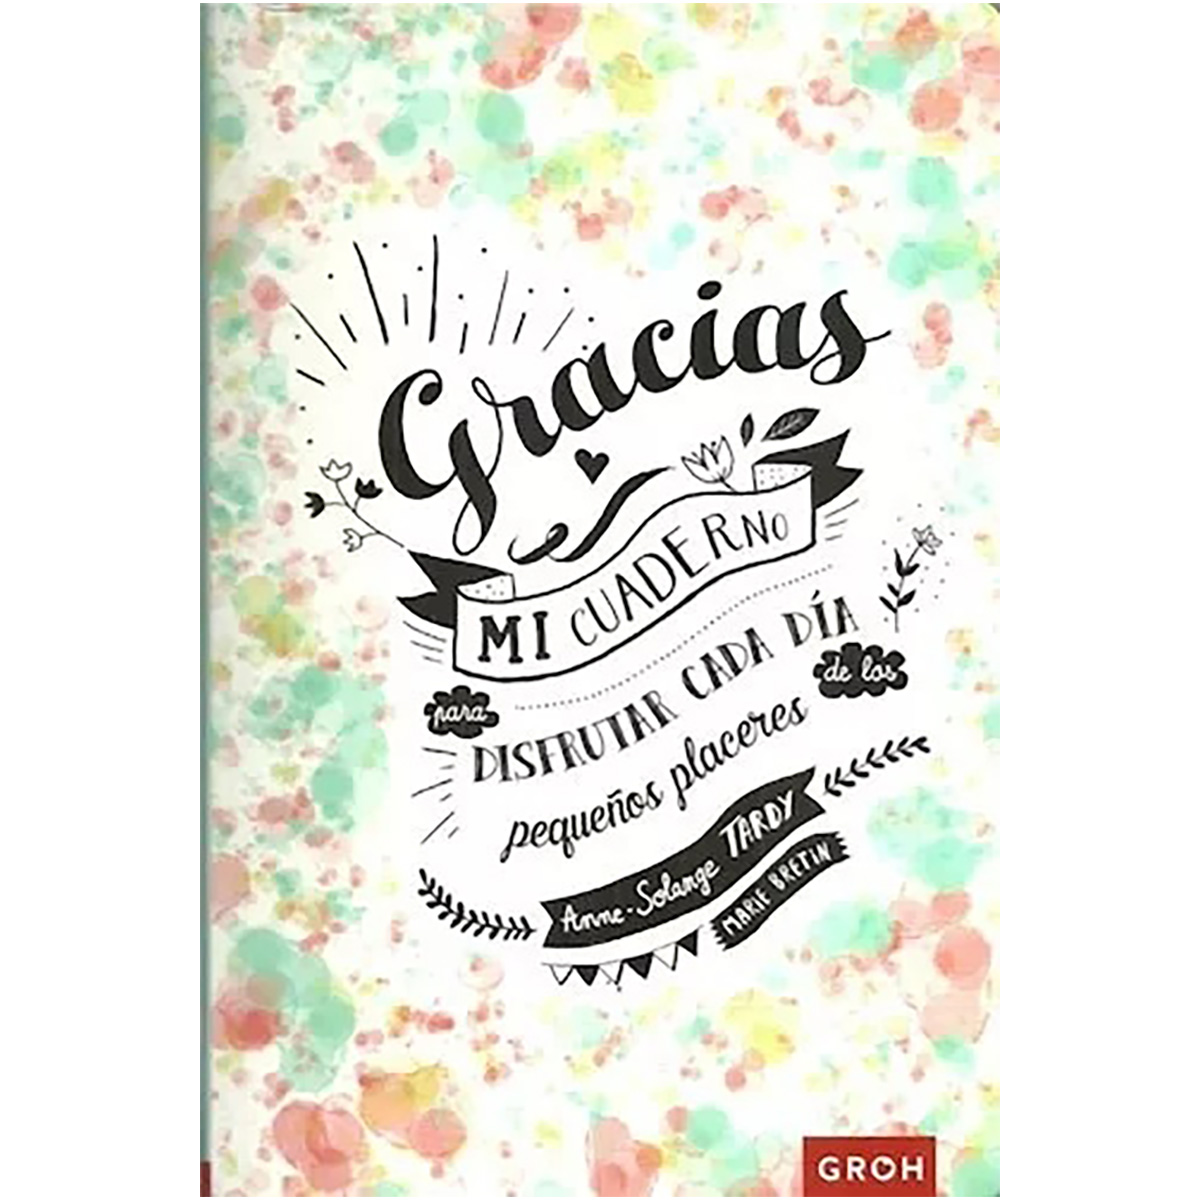 Gracias
MI CUADERNO
para
DISFRUTAR CADA DÍA
de los
pequeños placeres
Anne-Solange TARDY
MARIE BRETIN
GROH